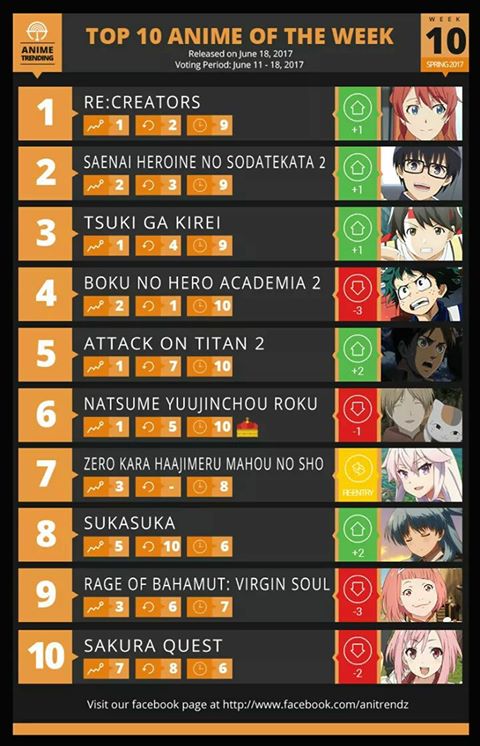 ANIME
TRENDING
TOP 10 ANIME OF THE WEEK
Released on June 18, 2017
Voting Period: June 11 - 18, 2017
WEEK
10
SPRING 2017
1
RE:CREATORS
1 2 9
+1
2
SAENAI HEROINE NO SODATEKATA 2
2 3 9
+1
3
TSUKI GA KIREI
1 4 9
+1
4
BOKU NO HERO ACADEMIA 2
2 1 10
-3
5
ATTACK ON TITAN 2
1 7 10
+2
6
NATSUME YUUJINCHOU ROKU
1 5 10
-1
7
ZERO KARA HAAJIMERU MAHOU NO SHO
3 - 8
REENTRY
8
SUKASUKA
5 10 6
+2
9
RAGE OF BAHAMUT: VIRGIN SOUL
3 6 7
-3
10
SAKURA QUEST
7 8 6
-2
Visit our facebook page at http://www.facebook.com/anitrendz